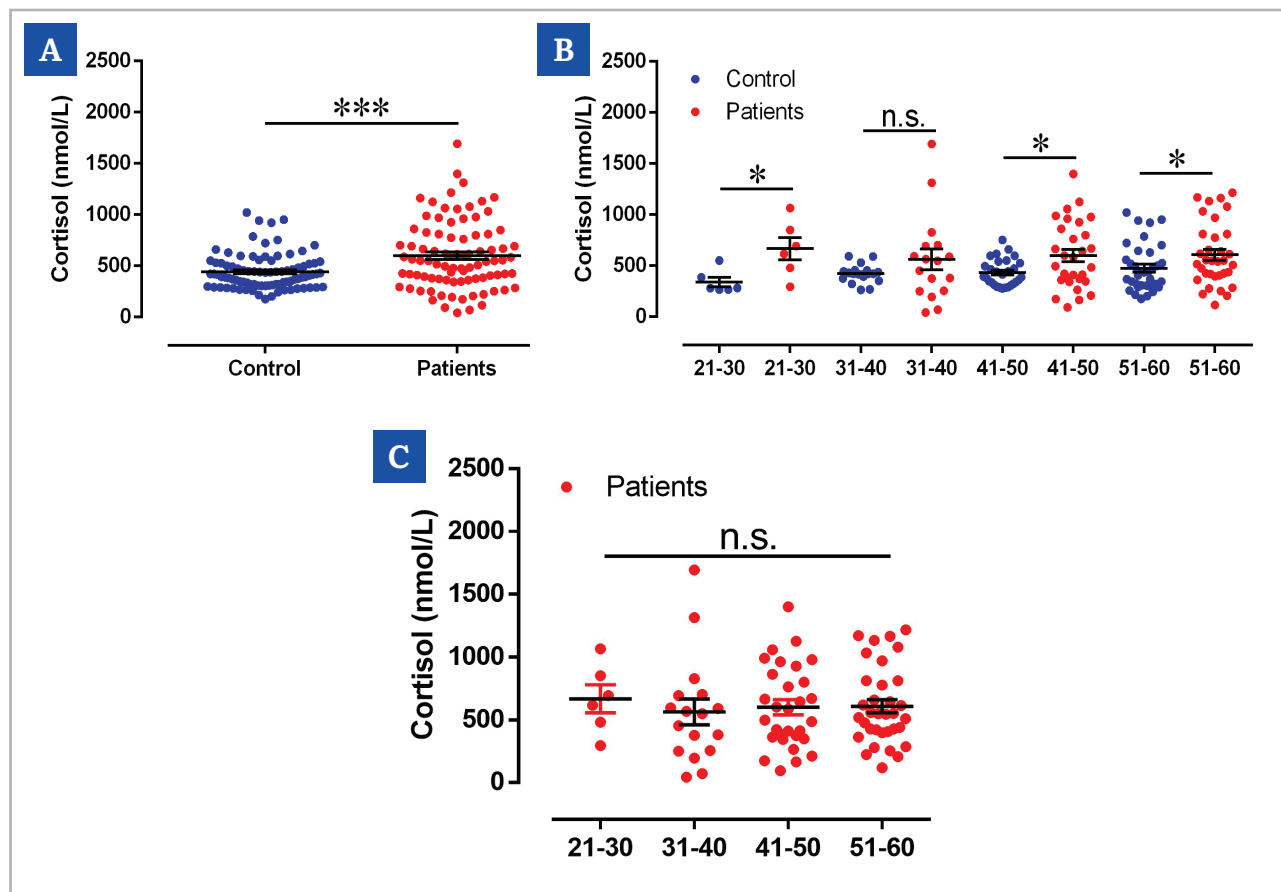 A
2500
2000
1500
1000
500
0
Cortisol (nmol/L)
***
Control
Patients
B
2500
2000
1500
1000
500
0
Cortisol (nmol/L)
Control
Patients
*
n.s.
*
*
21-30
21-30
31-40
31-40
41-50
41-50
51-60
51-60
C
2500
2000
1500
1000
500
0
Cortisol (nmol/L)
Patients
n.s.
21-30
31-40
41-50
51-60